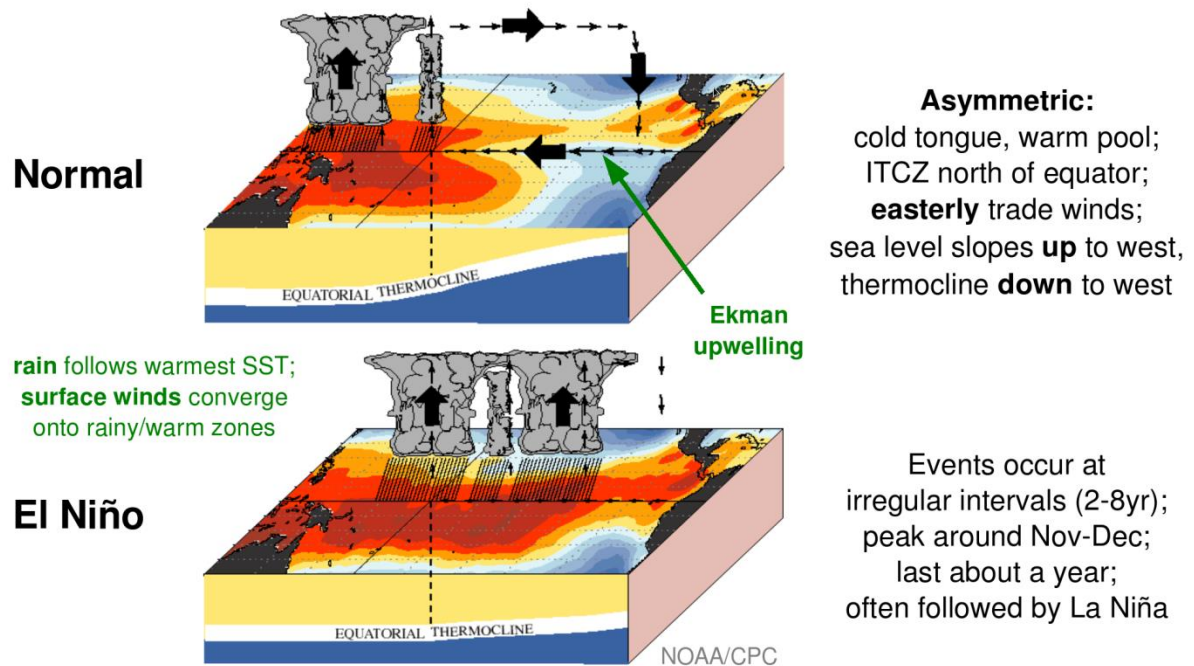 Normal
EQUATORIAL THERMOCLINE
Asymmetric:
cold tongue, warm pool;
ITCZ north of equator;
easterly trade winds;
sea level slopes up to west,
thermocline down to west
Ekman
upwelling
rain follows warmest SST;
surface winds converge
onto rainy/warm zones
El Niño
EQUATORIAL THERMOCLINE
NOAA/CPC
Events occur at
irregular intervals (2-8yr);
peak around Nov-Dec;
last about a year;
often followed by La Niña